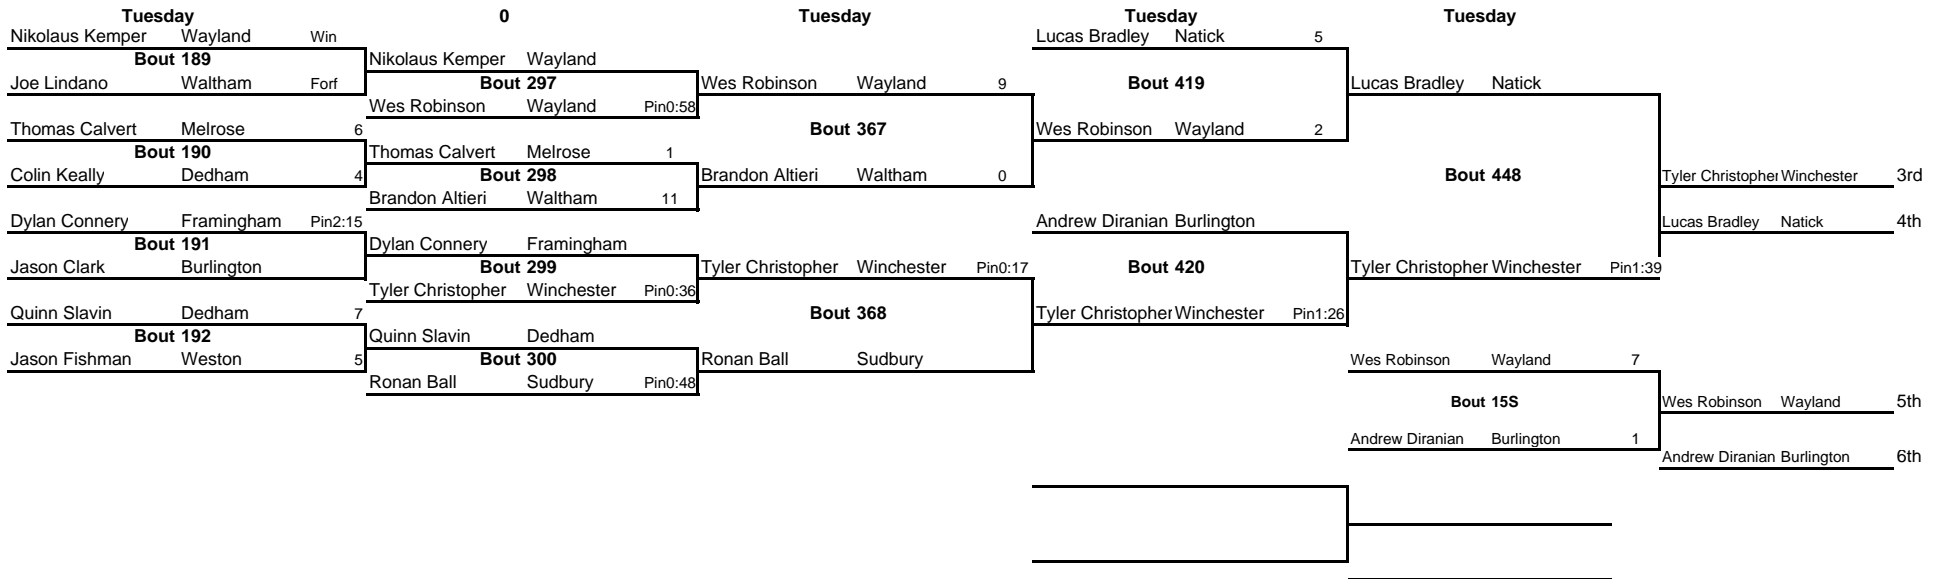 Tuesday 0 Tuesday Tuesday Tuesday
Nikolaus Kemper Wayland Win Lucas Bradley Natick 5
Bout 189 Nikolaus Kemper Wayland
Joe Lindano Waltham Forf Bout 297 Wes Robinson Wayland 9 Bout 419 Lucas Bradley Natick
Wes Robinson Wayland Pin0:58
Thomas Calvert Melrose 6 Bout 367 Wes Robinson Wayland 2
Bout 190 Thomas Calvert Melrose 1
Colin Keally Dedham 4 Bout 298 Brandon Altieri Waltham 0 Bout 448 Tyler Christopher Winchester 3rd
Brandon Altieri Waltham 11
Dylan Connery Framingham Pin2:15 Andrew Diranian Burlington Lucas Bradley Natick 4th
Bout 191 Dylan Connery Framingham
Jason Clark Burlington Bout 299 Tyler Christopher Winchester Pin0:17 Bout 420 Tyler Christopher Winchester Pin1:39
Tyler Christopher Winchester Pin0:36
Quinn Slavin Dedham 7 Bout 368 Tyler Christopher Winchester Pin1:26
Bout 192 Quinn Slavin Dedham
Jason Fishman Weston 5 Bout 300 Ronan Ball Sudbury Wes Robinson Wayland 7
Ronan Ball Sudbury Pin0:48
Bout 15S Wes Robinson Wayland 5th
Andrew Diranian Burlington 1
Andrew Diranian Burlington 6th